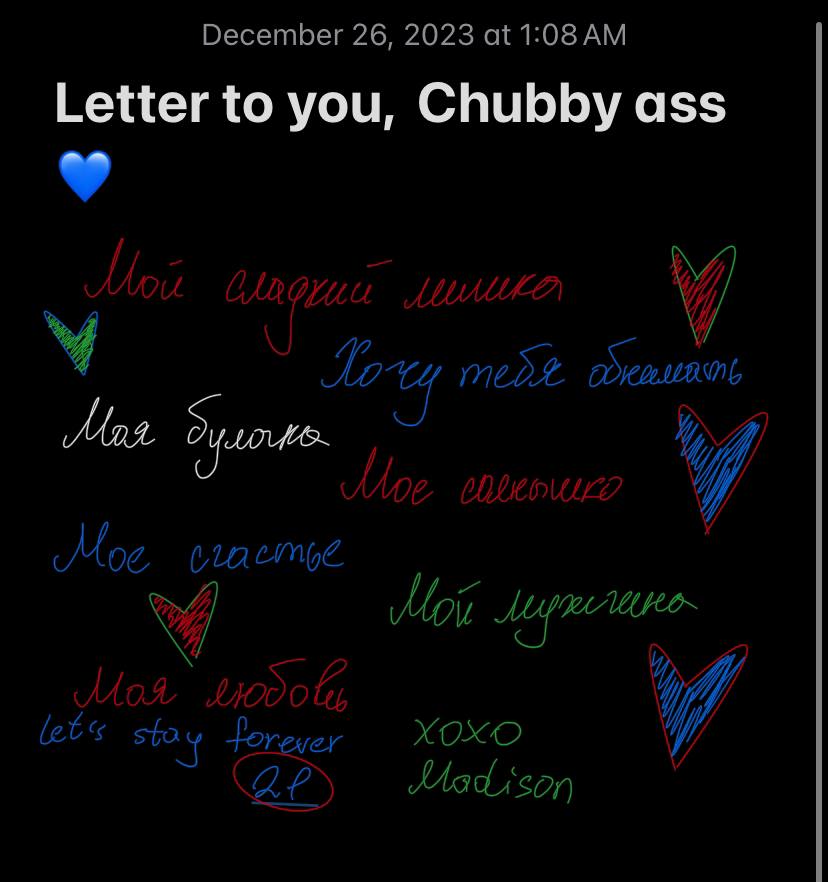 December 26, 2023 at 1:08 AM
Letter to you, Chubby ass
💙
Мой сладкий мишка
Хочу тебя обнимать
Моя булочка
Мое солнышко
Мое счастье
Мой мужчина
Моя любовь
Let's stay forever
21
xoxo
Madison